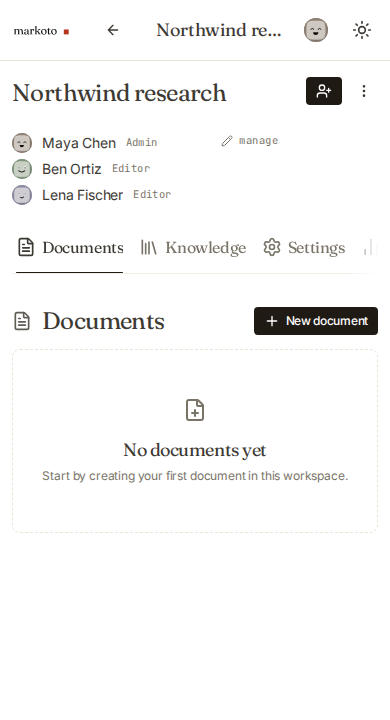 markoto
Northwind re...
Northwind research
Maya Chen Admin
manage
Ben Ortiz Editor
Lena Fischer Editor
Documents Knowledge Settings
Documents
New document
No documents yet
Start by creating your first document in this workspace.